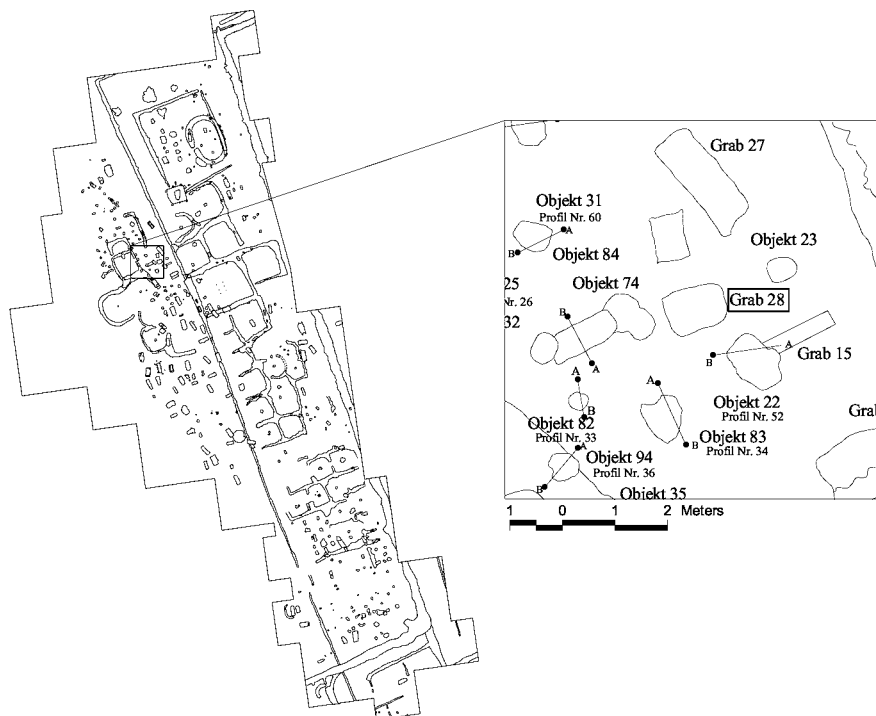 Grab 27
Objekt 31
Profil Nr. 60
A
B
Objekt 84
Objekt 23
25
Nr. 26
32
Objekt 74
B
Grab 28
A
B
Grab 15
A
A
A
B
Objekt 22
Profil Nr. 52
Objekt 82
Profil Nr. 33
Objekt 83
Profil Nr. 34
B
A
Objekt 94
Profil Nr. 36
B
Objekt 35
Gra
1 0 1 2 Meters